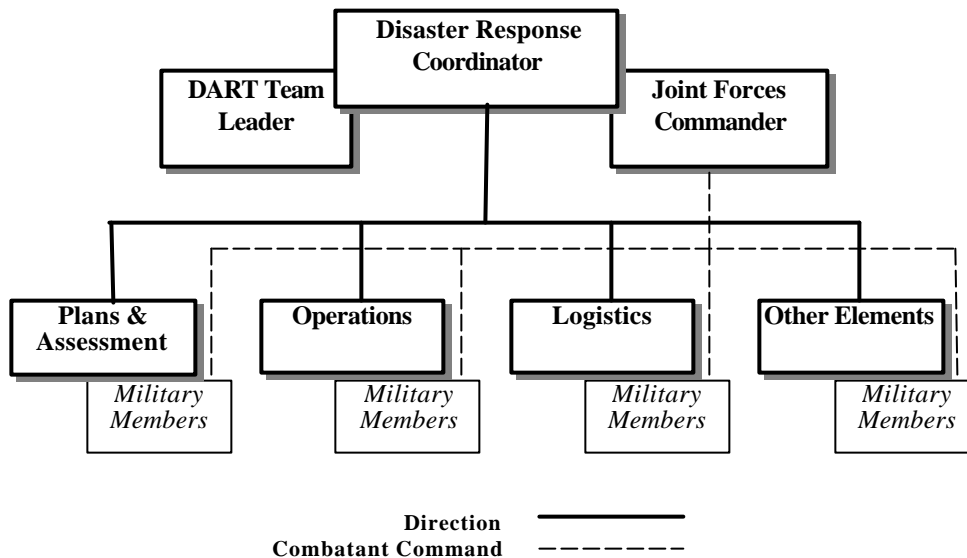 Disaster Response
Coordinator
DART Team
Leader
Joint Forces
Commander
Plans &
Assessment
Operations
Logistics
Other Elements
Military
Members
Military
Members
Military
Members
Military
Members
Direction
Combatant Command